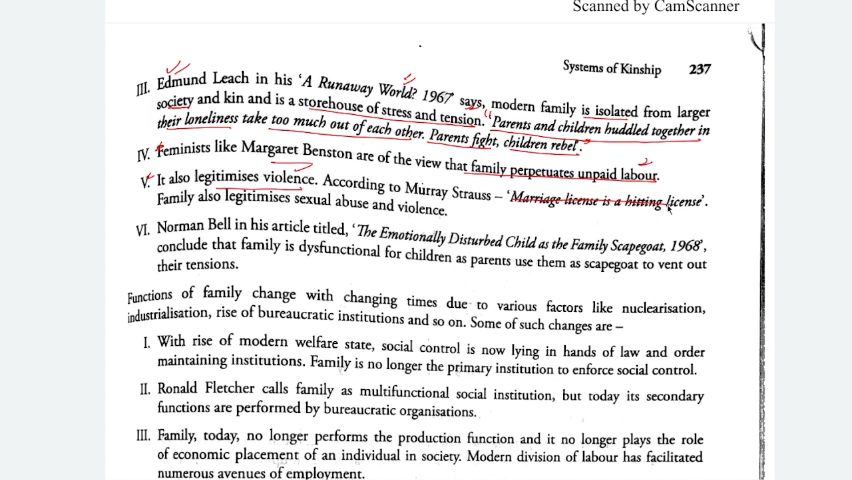 Scanned by CamScanner
Systems of Kinship 237
III. Edmund Leach in his ‘A Runaway World? 1967 says, modern family is isolated from larger
society and kin and is a storehouse of stress and tension. ‘Parents and children huddled together in
their loneliness take too much out of each other. Parents fight, children rebel.’
IV. Feminists like Margaret Benston are of the view that family perpetuates unpaid labour.
V. It also legitimises violence. According to Murray Strauss – ‘Marriage license is a hitting license’.
Family also legitimises sexual abuse and violence.
VI. Norman Bell in his article titled, ‘The Emotionally Disturbed Child as the Family Scapegoat, 1968’,
conclude that family is dysfunctional for children as parents use them as scapegoat to vent out
their tensions.
Functions of family change with changing times due to various factors like nuclearisation,
industrialisation, rise of bureaucratic institutions and so on. Some of such changes are –
I. With rise of modern welfare state, social control is now lying in hands of law and order
maintaining institutions. Family is no longer the primary institution to enforce social control.
II. Ronald Fletcher calls family as multifunctional social institution, but today its secondary
functions are performed by bureaucratic organisations.
III. Family, today, no longer performs the production function and it no longer plays the role
of economic placement of an individual in society. Modern division of labour has facilitated
numerous avenues of employment.